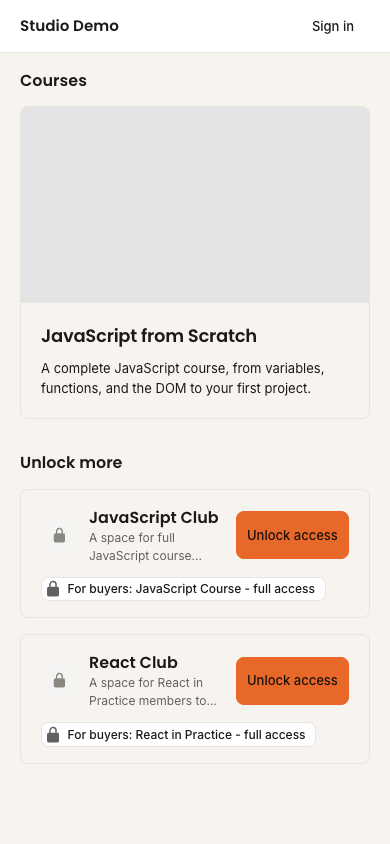 Studio Demo
Sign in
Courses
JavaScript from Scratch
A complete JavaScript course, from variables,
functions, and the DOM to your first project.
Unlock more
JavaScript Club
A space for full
JavaScript course...
Unlock access
For buyers: JavaScript Course - full access
React Club
A space for React in
Practice members to...
Unlock access
For buyers: React in Practice - full access